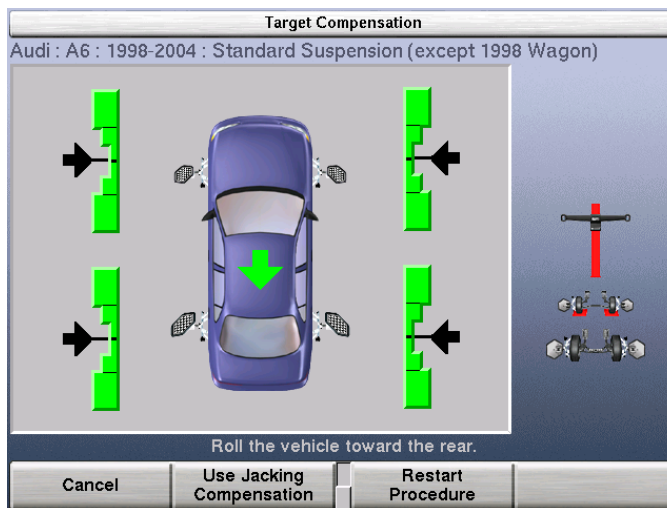 Target Compensation
Audi : A6 : 1998-2004 : Standard Suspension (except 1998 Wagon)
Roll the vehicle toward the rear.
Cancel
Use Jacking
Compensation
Restart
Procedure